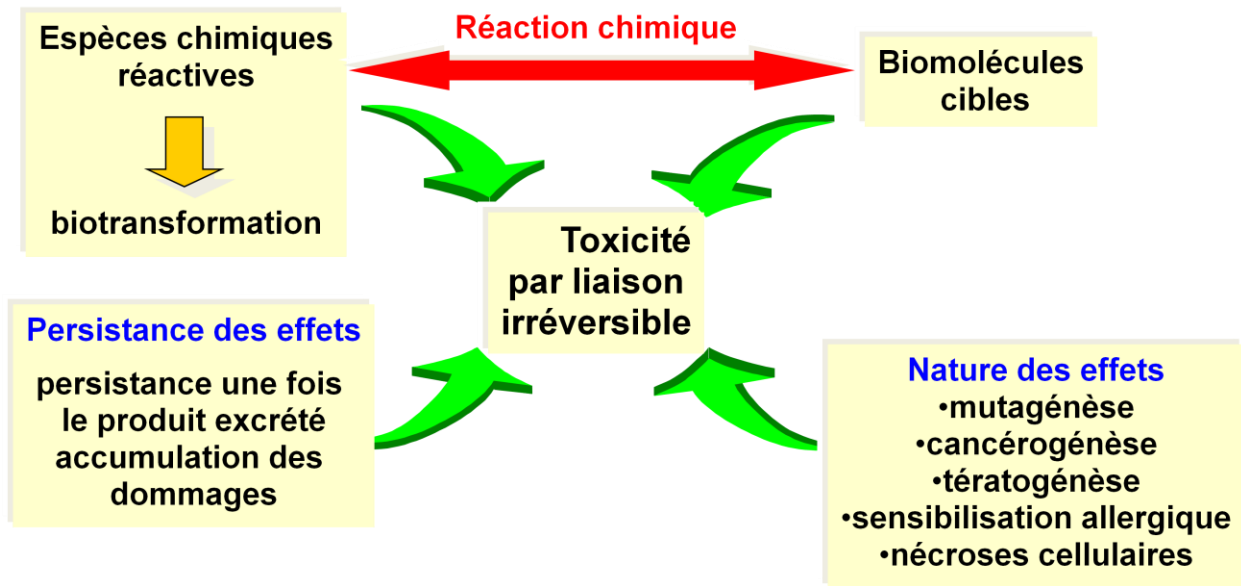 Réaction chimique
Espèces chimiques
réactives
biotransformation
Biomolécules
cibles
Toxicité
par liaison
irréversible
Persistance des effets
persistance une fois
le produit excrété
accumulation des
dommages
Nature des effets
•mutagénèse
•cancérogénèse
•tératogénèse
•sensibilisation allergique
•nécroses cellulaires